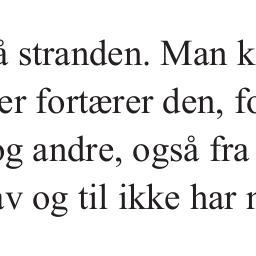 å stranden. Man k
er fortærer den, fo
og andre, også fra
av og til ikke har